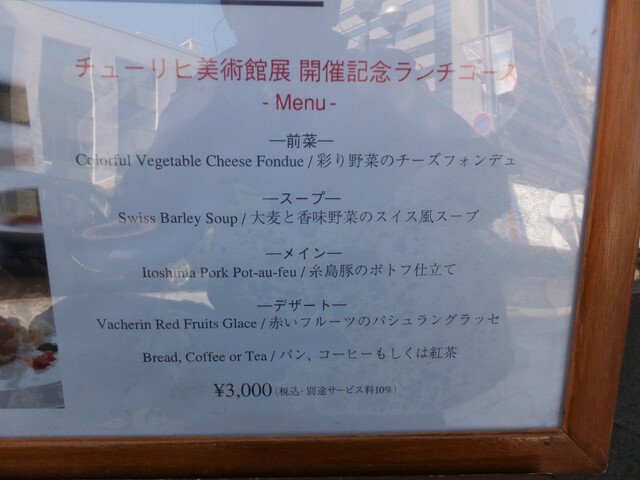 チューリヒ美術館展 開催記念ランチコース
- Menu -
―前菜―
Colorful Vegetable Cheese Fondue / 彩り野菜のチーズフォンデュ
―スープ―
Swiss Barley Soup / 大麦と香味野菜のスイス風スープ
―メイン―
Itoshima Pork Pot-au-feu / 糸島豚のポトフ仕立て
―デザート―
Vacherin Red Fruits Glace / 赤いフルーツのバシュラングラッセ
Bread, Coffee or Tea / パン、コーヒーもしくは紅茶
¥3,000 (税込・別途サービス料10%)